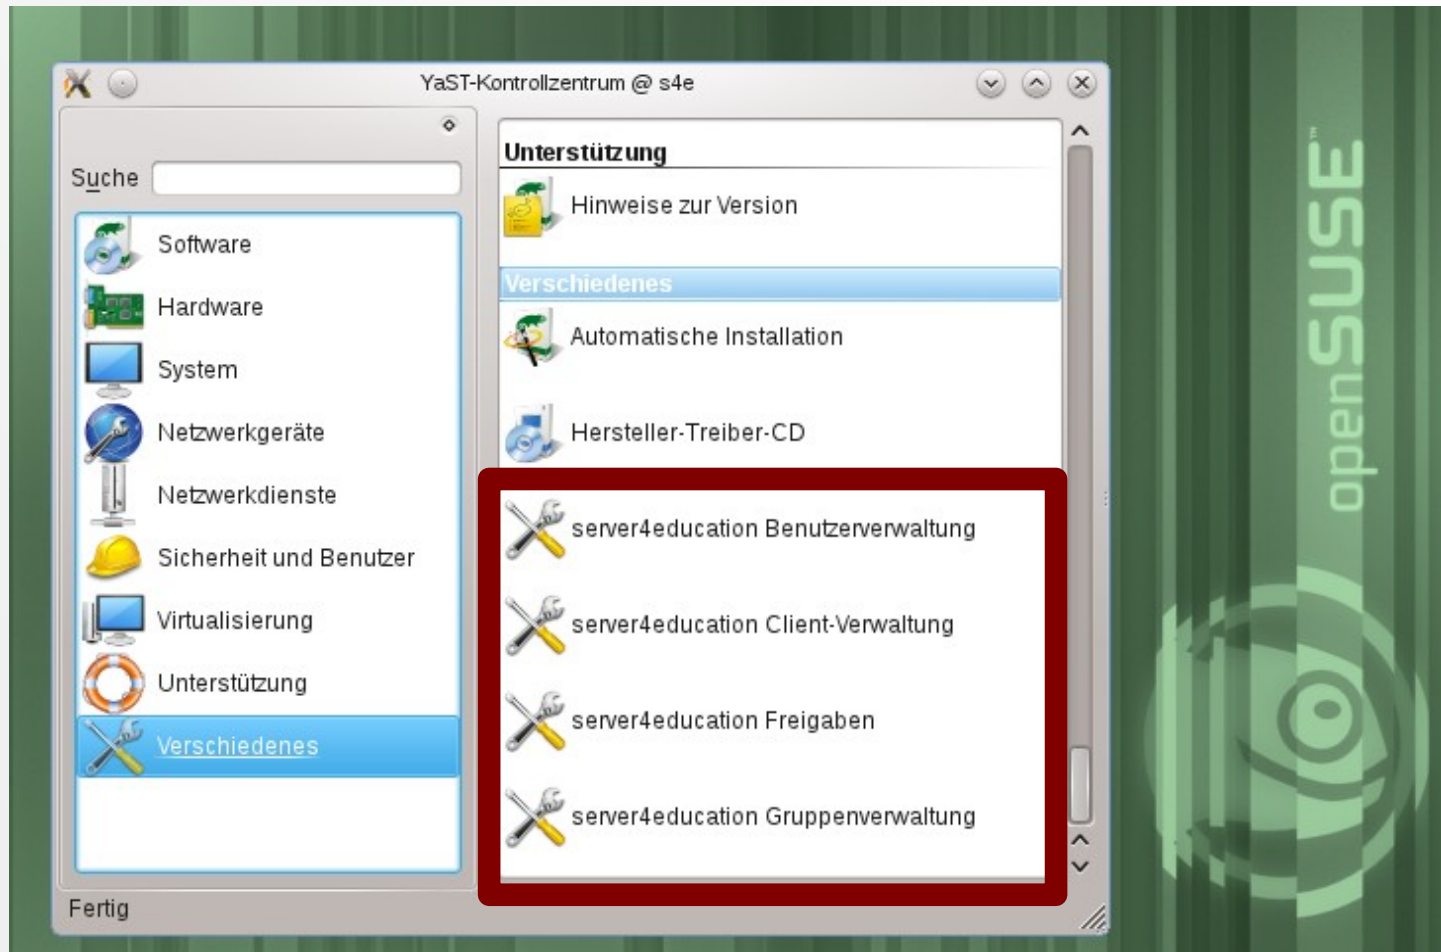 YaST-Kontrollzentrum @ s4e
Suche
Software
Hardware
System
Netzwerkgeräte
Netzwerkdienste
Sicherheit und Benutzer
Virtualisierung
Unterstützung
Verschiedenes
Unterstützung
Hinweise zur Version
Verschiedenes
Automatische Installation
Hersteller-Treiber-CD
server4education Benutzerverwaltung
server4education Client-Verwaltung
server4education Freigaben
server4education Gruppenverwaltung
Fertig
openSUSE™